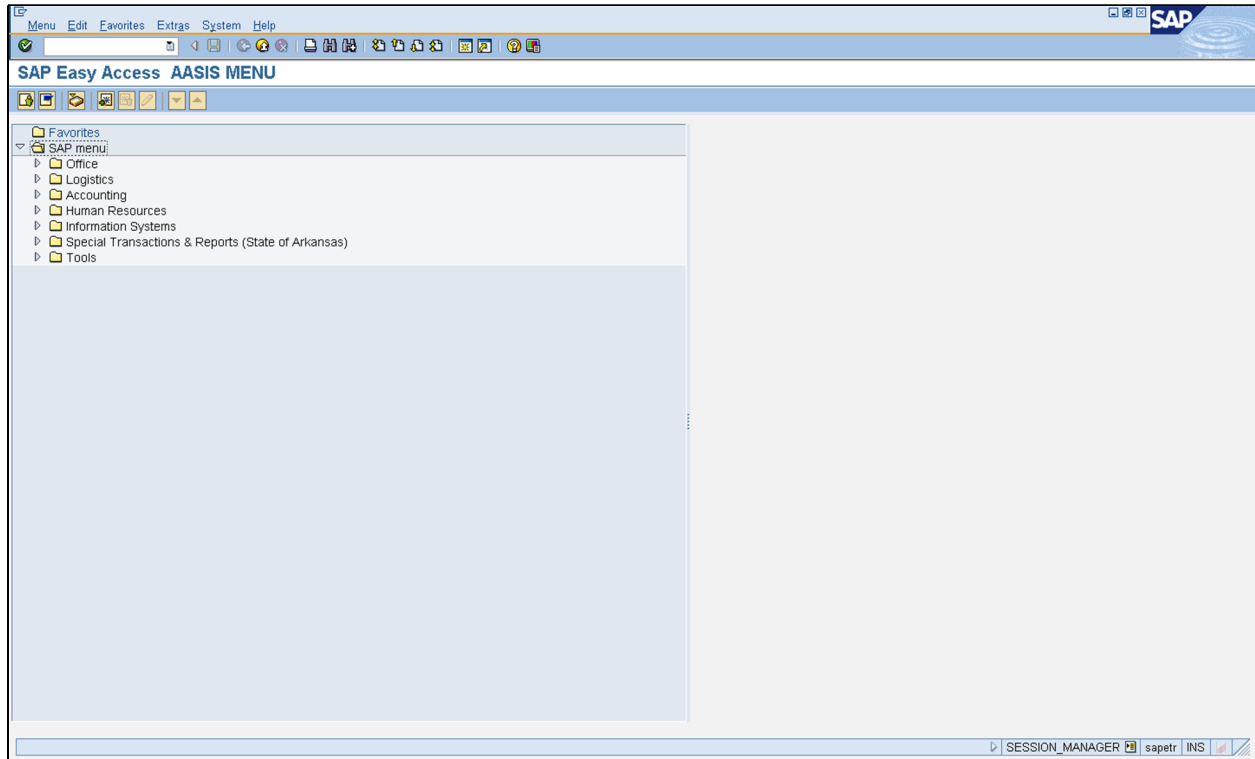 Menu Edit Favorites Extras System Help
SAP
SAP Easy Access AASIS MENU
Favorites
SAP menu
Office
Logistics
Accounting
Human Resources
Information Systems
Special Transactions & Reports (State of Arkansas)
Tools
SESSION_MANAGER sapetr INS